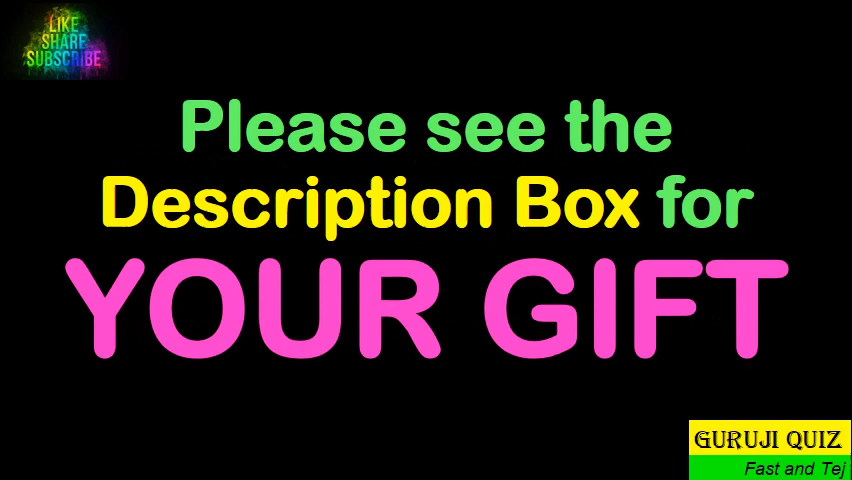 LIKE
SHARE
SUBSCRIBE
Please see the
Description Box for
YOUR GIFT
GURUJI QUIZ
Fast and Tej